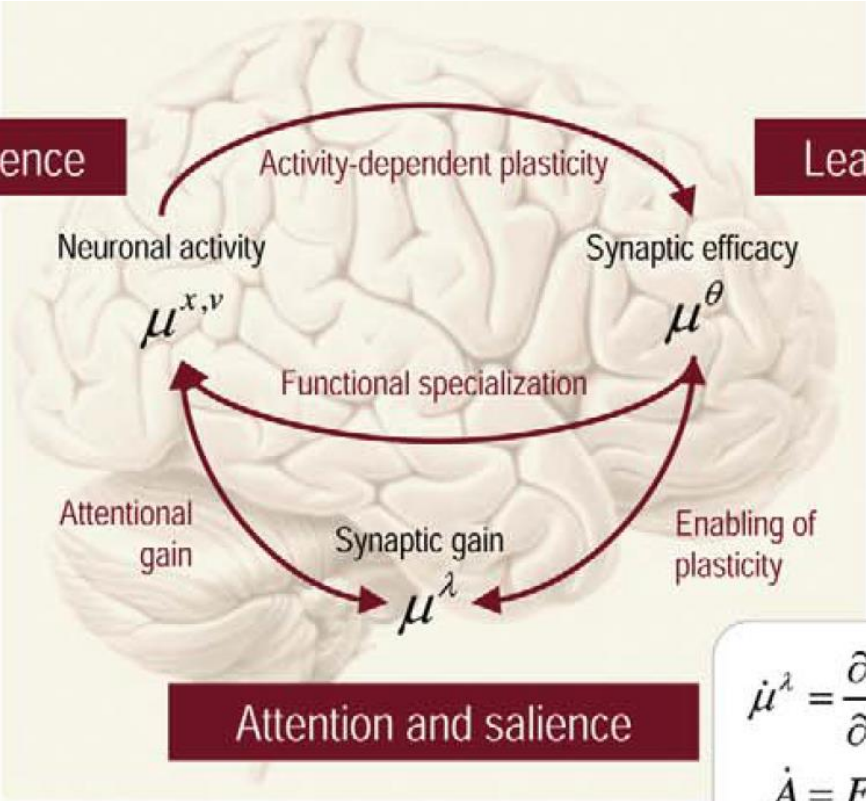 ence
Lea
Activity-dependent plasticity
Neuronal activity
Synaptic efficacy
μ^{x,v}
μ^θ
Functional specialization
Attentional
gain
Synaptic gain
Enabling of
plasticity
μ^λ
Attention and salience
μ̇^λ = ∂
∂
Ȧ =